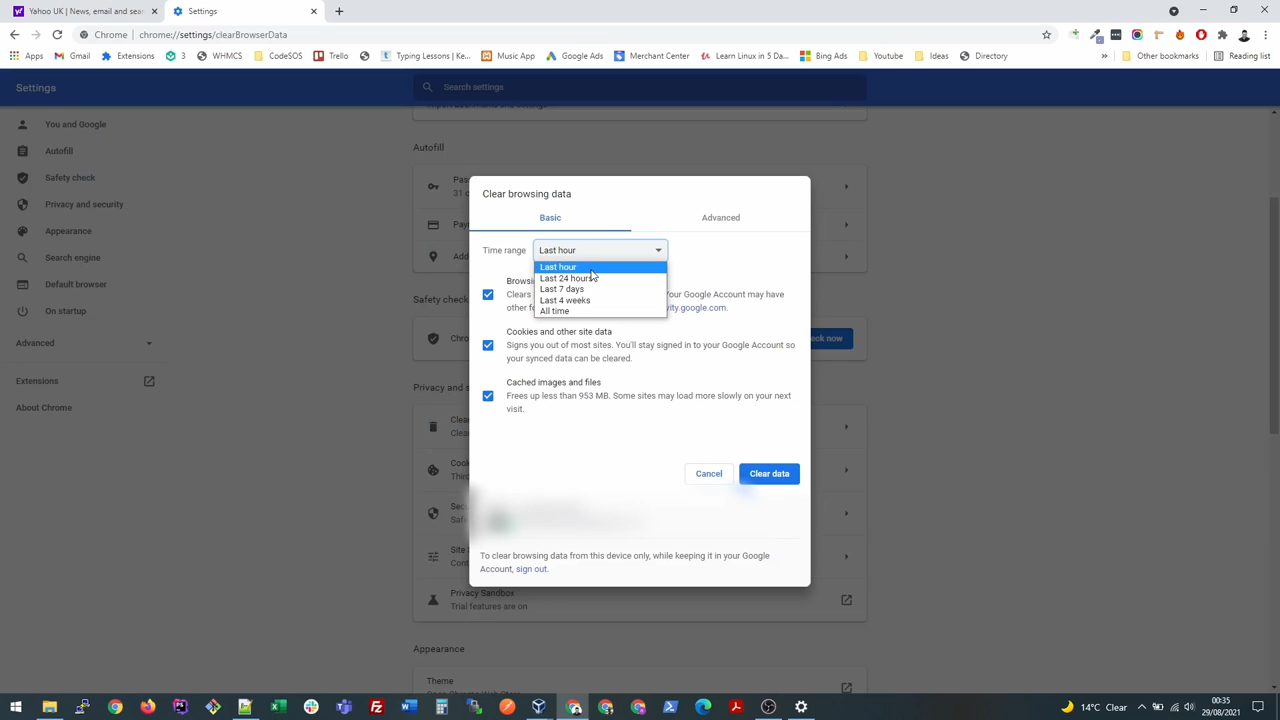 Yahoo UK | News, email and sear
Settings
Chrome | chrome://settings/clearBrowserData
Apps
Gmail
Extensions
3
WHMCS
CodeSOS
Trello
Typing Lessons | Ke...
Music App
Google Ads
Merchant Center
Learn Linux in 5 Da...
Bing Ads
Youtube
Ideas
Directory
»
Other bookmarks
Reading list
Settings
Search settings
You and Google
Autofill
Safety check
Privacy and security
Appearance
Search engine
Default browser
On startup
Advanced
Extensions
About Chrome
Autofill
Safety check
Privacy and s
Clear browsing data
Basic
Advanced
Time range
Last hour
Last hour
Last 24 hours
Last 7 days
Last 4 weeks
All time
Clears
Your Google Account may have
other
Cookies and other site data
Signs you out of most sites. You'll stay signed in to your Google Account so
your synced data can be cleared.
Cached images and files
Frees up less than 953 MB. Some sites may load more slowly on your next
visit.
Cancel
Clear data
To clear browsing data from this device only, while keeping it in your Google
Account, sign out.
Privacy Sandbox
Trial features are on
Appearance
Theme
14°C Clear
00:35
29/08/2021